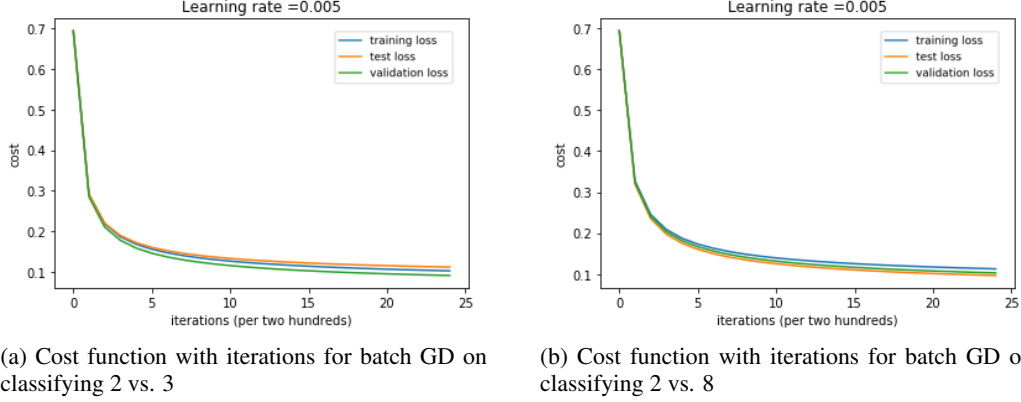 Learning rate =0.005
0.7
0.6
0.5
0.4
0.3
0.2
0.1
cost
training loss
test loss
validation loss
0 5 10 15 20 25
iterations (per two hundreds)
(a) Cost function with iterations for batch GD on
classifying 2 vs. 3
Learning rate =0.005
0.7
0.6
0.5
0.4
0.3
0.2
0.1
cost
training loss
test loss
validation loss
0 5 10 15 20 25
iterations (per two hundreds)
(b) Cost function with iterations for batch GD o
classifying 2 vs. 8